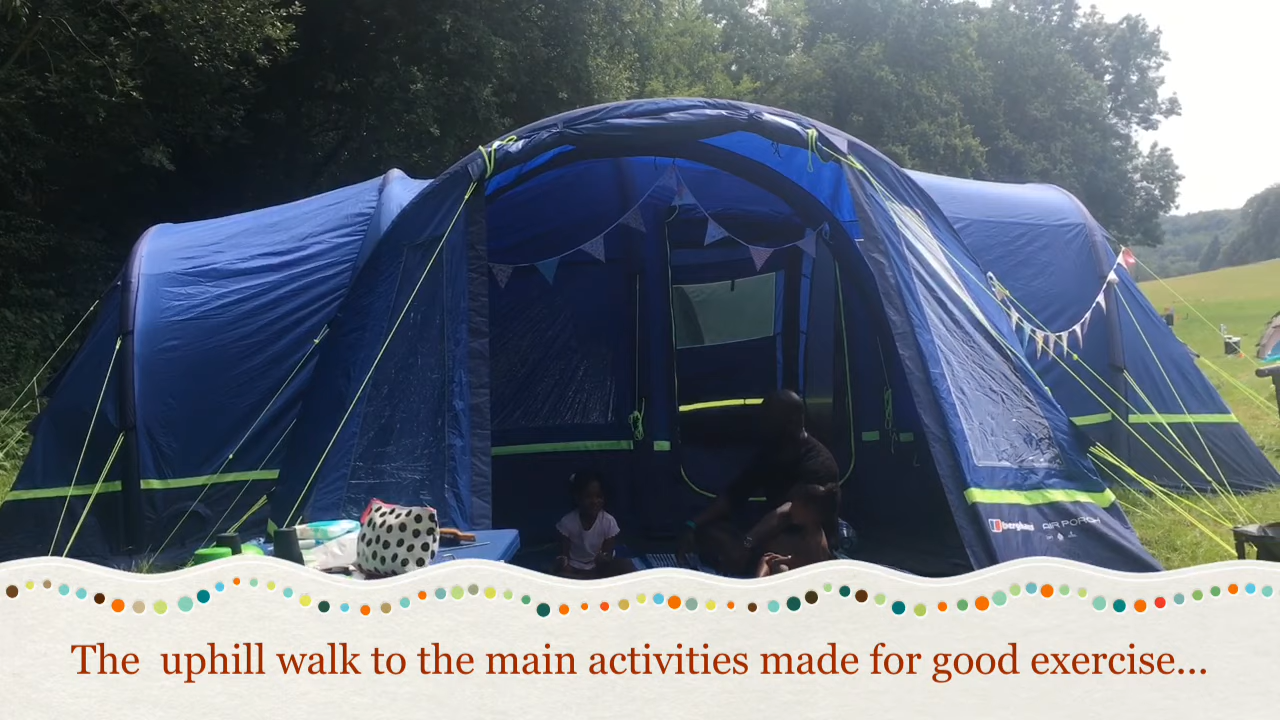 berghaus
AIR PORCH
The  uphill walk to the main activities made for good exercise...